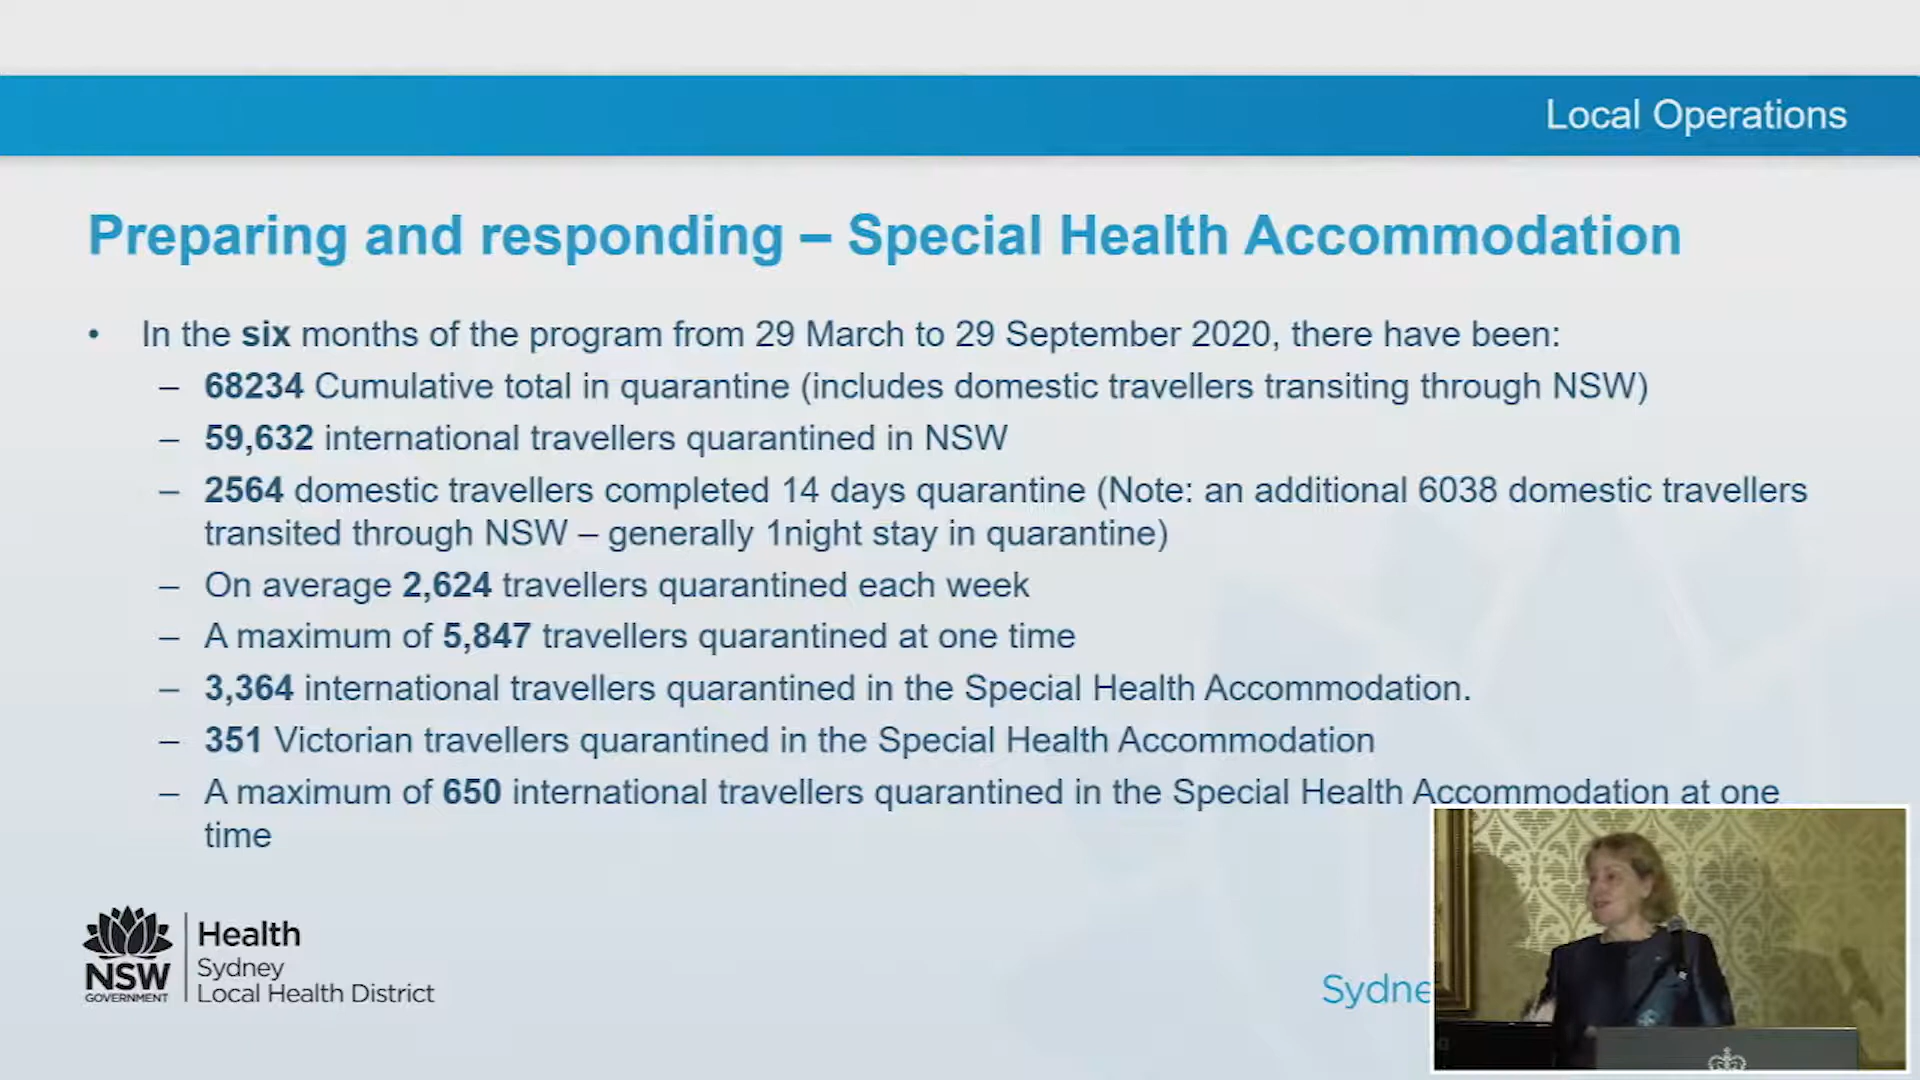 Local Operations
Preparing and responding – Special Health Accommodation
• In the six months of the program from 29 March to 29 September 2020, there have been:
– 68234 Cumulative total in quarantine (includes domestic travellers transiting through NSW)
– 59,632 international travellers quarantined in NSW
– 2564 domestic travellers completed 14 days quarantine (Note: an additional 6038 domestic travellers
transited through NSW – generally 1night stay in quarantine)
– On average 2,624 travellers quarantined each week
– A maximum of 5,847 travellers quarantined at one time
– 3,364 international travellers quarantined in the Special Health Accommodation.
– 351 Victorian travellers quarantined in the Special Health Accommodation
– A maximum of 650 international travellers quarantined in the Special Health Accommodation at one
time
NSW
GOVERNMENT
Health
Sydney
Local Health District